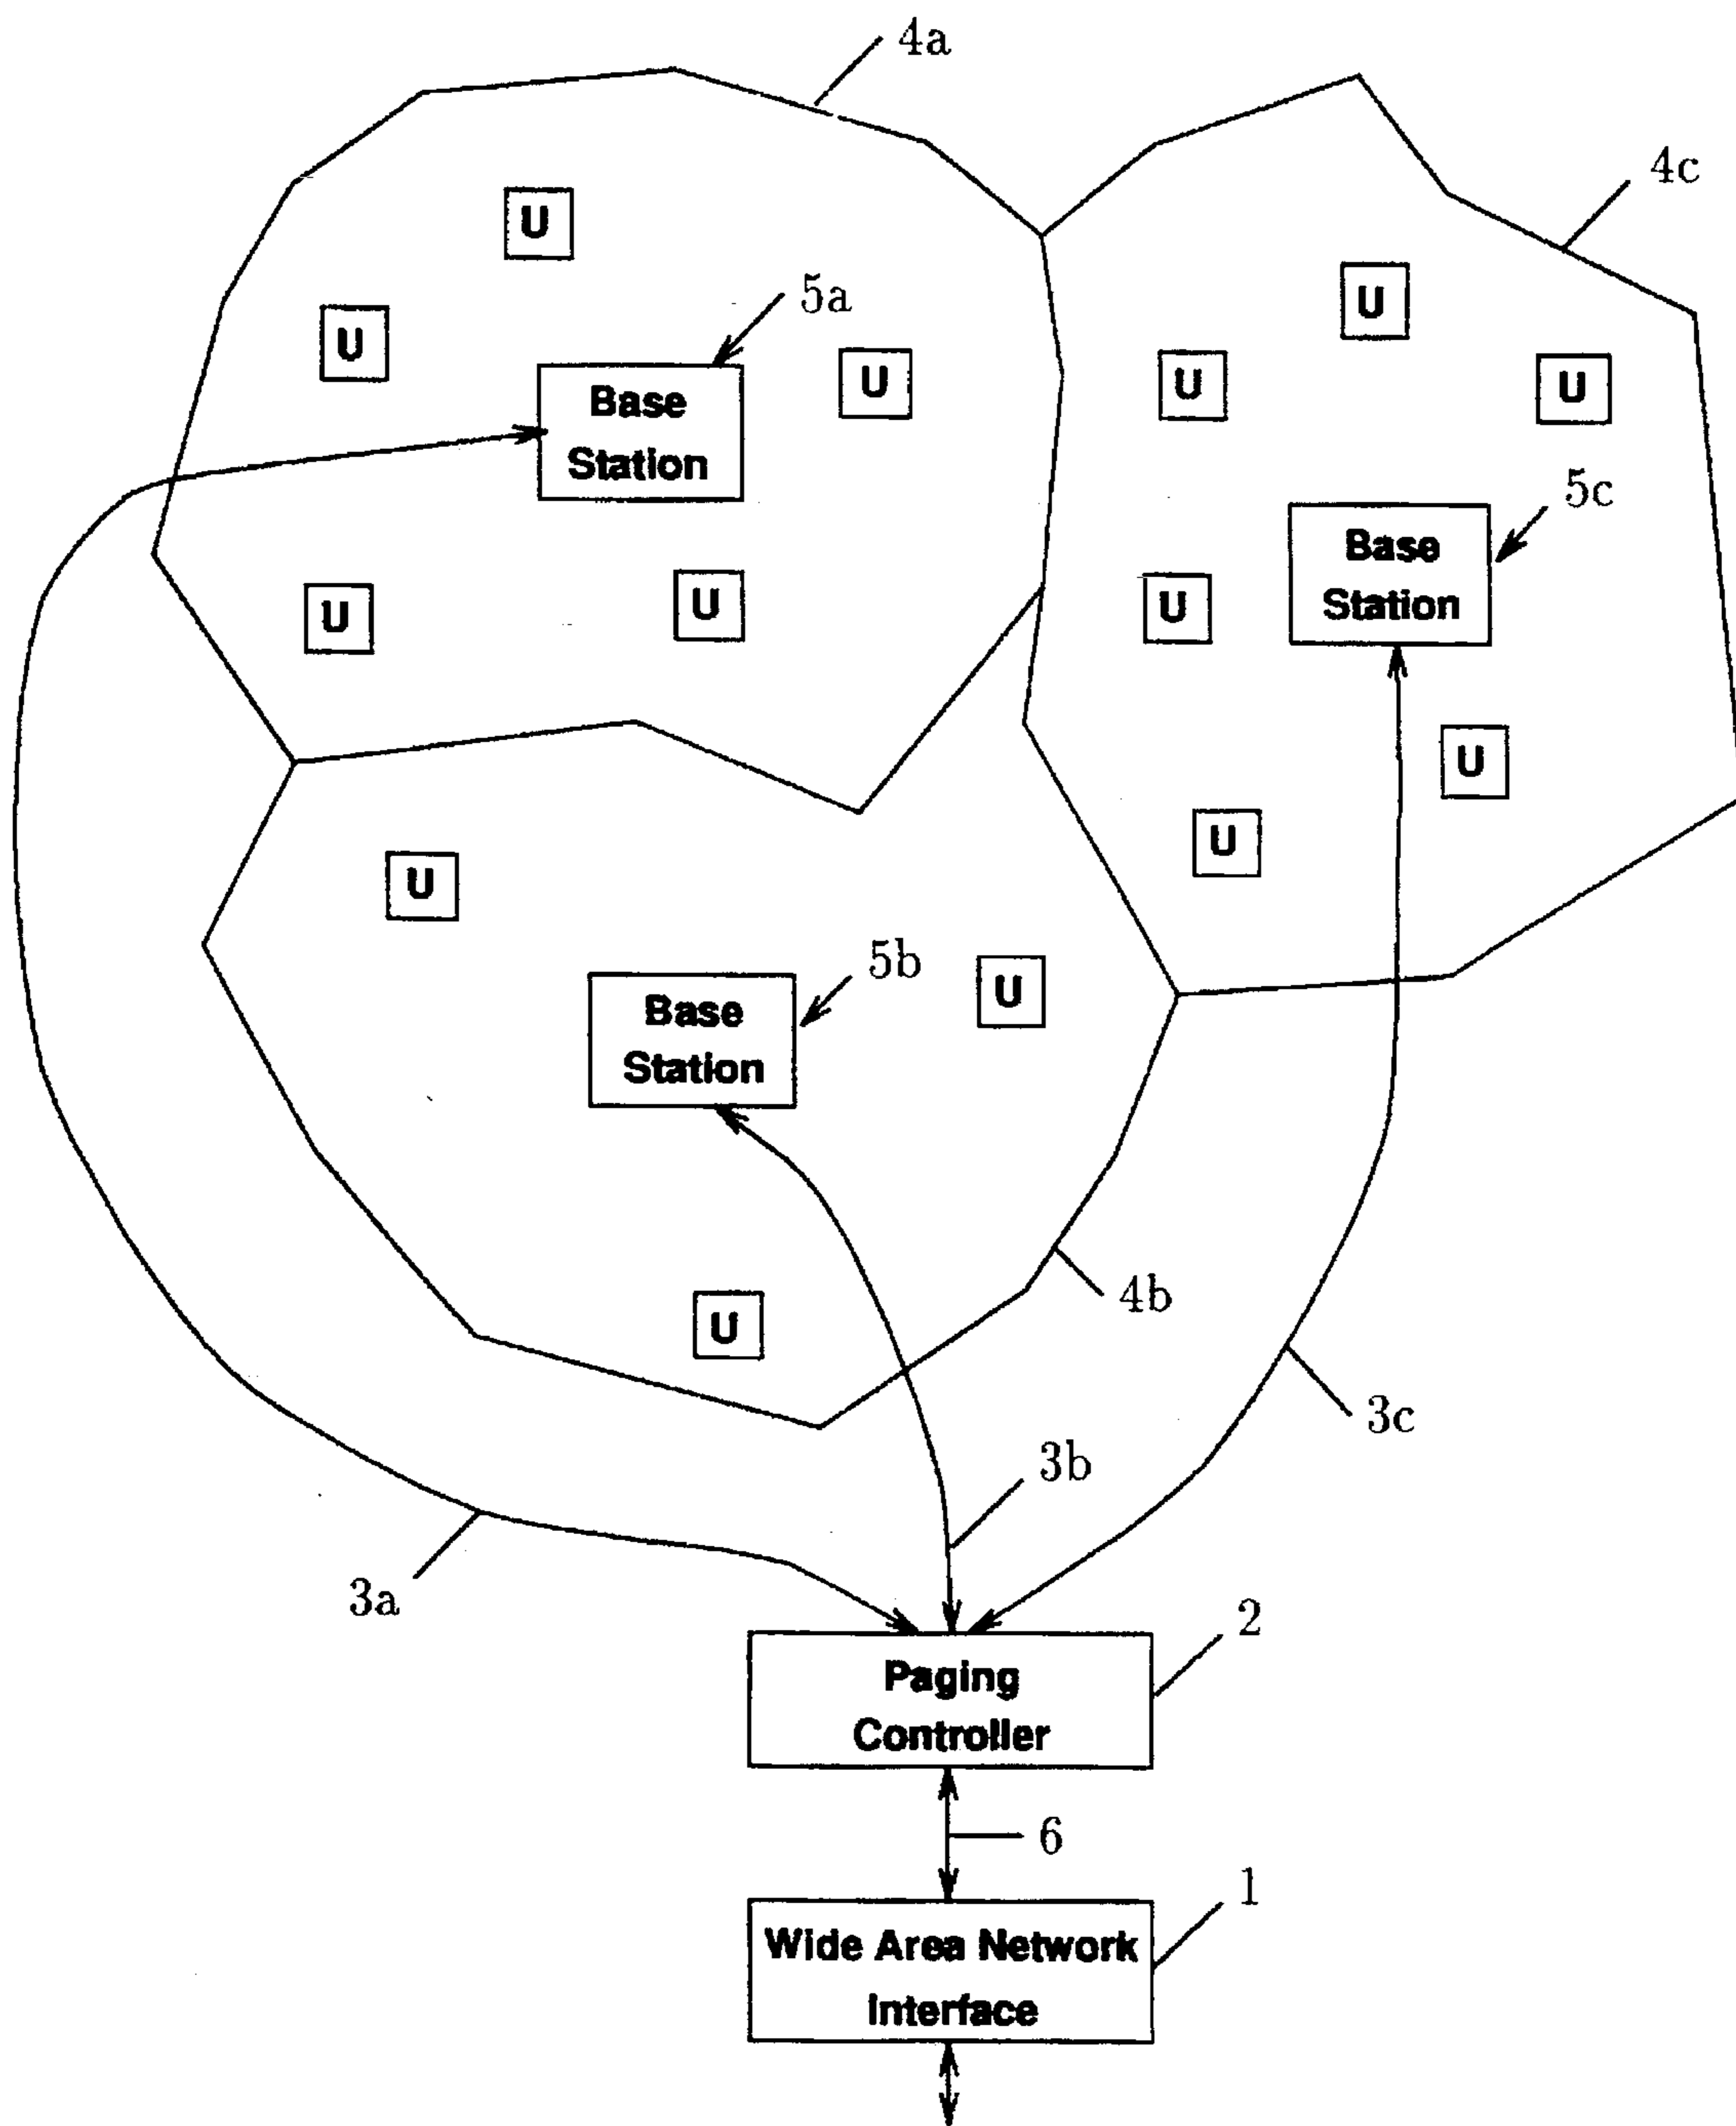 4a
4c
U
5a
U
U
U
U
U
Base
Station
5c
Base
Station
U
U
U
U
U
U
5b
U
Base
Station
4b
U
3c
3b
3a
2
Paging
Controller
6
1
Wide Area Network
Interface